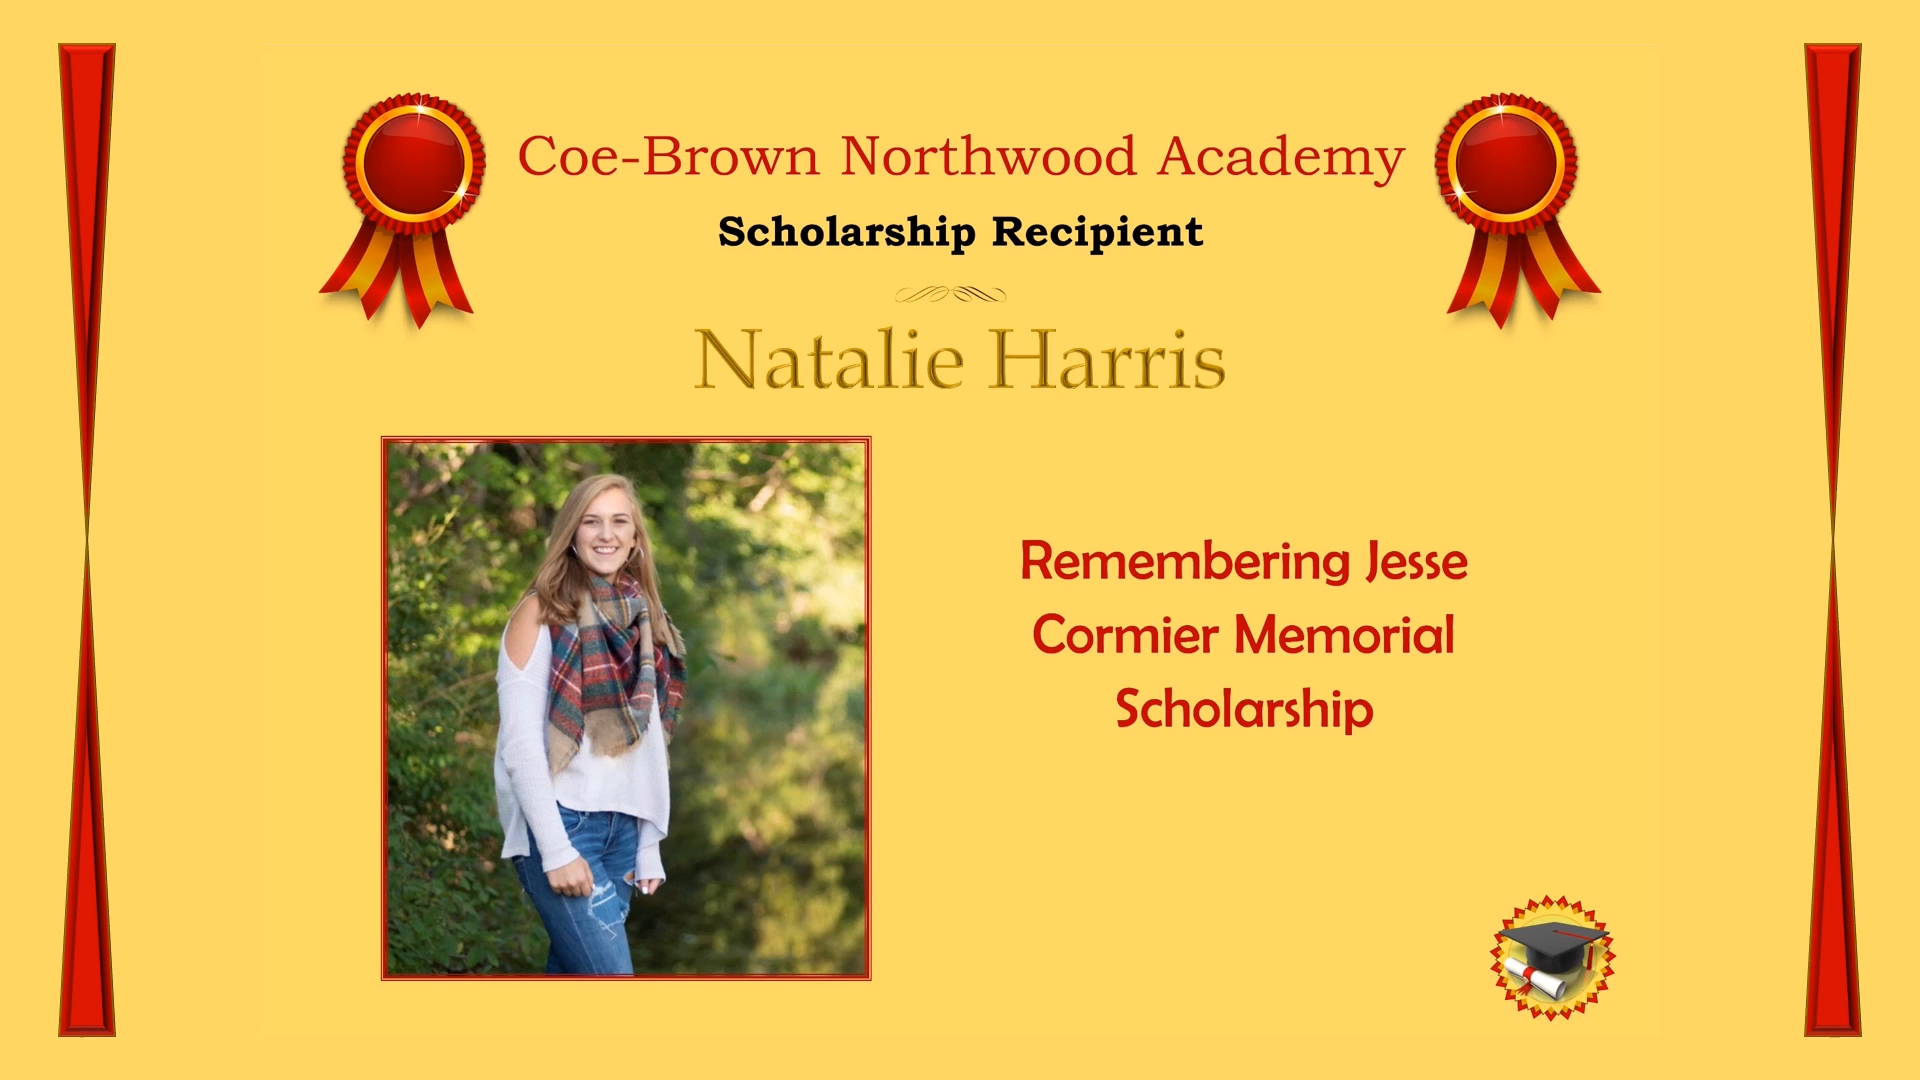 Coe-Brown Northwood Academy
Scholarship Recipient
Natalie Harris
Remembering Jesse
Cormier Memorial
Scholarship